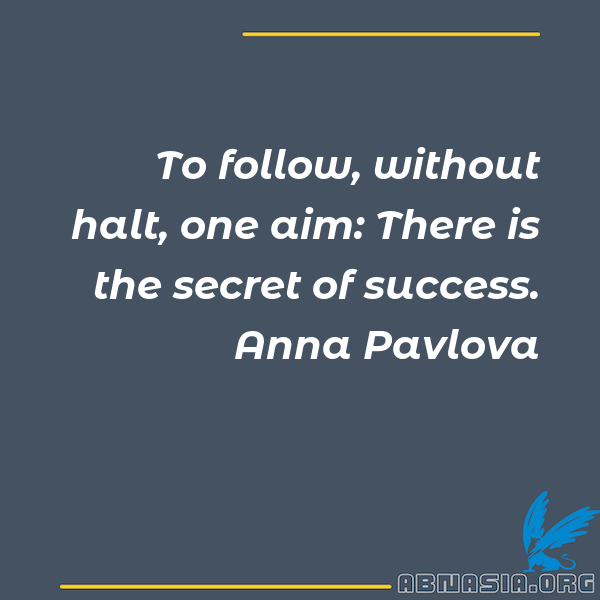 To follow, without
halt, one aim: There is
the secret of success.
Anna Pavlova
ABNASIA.ORG